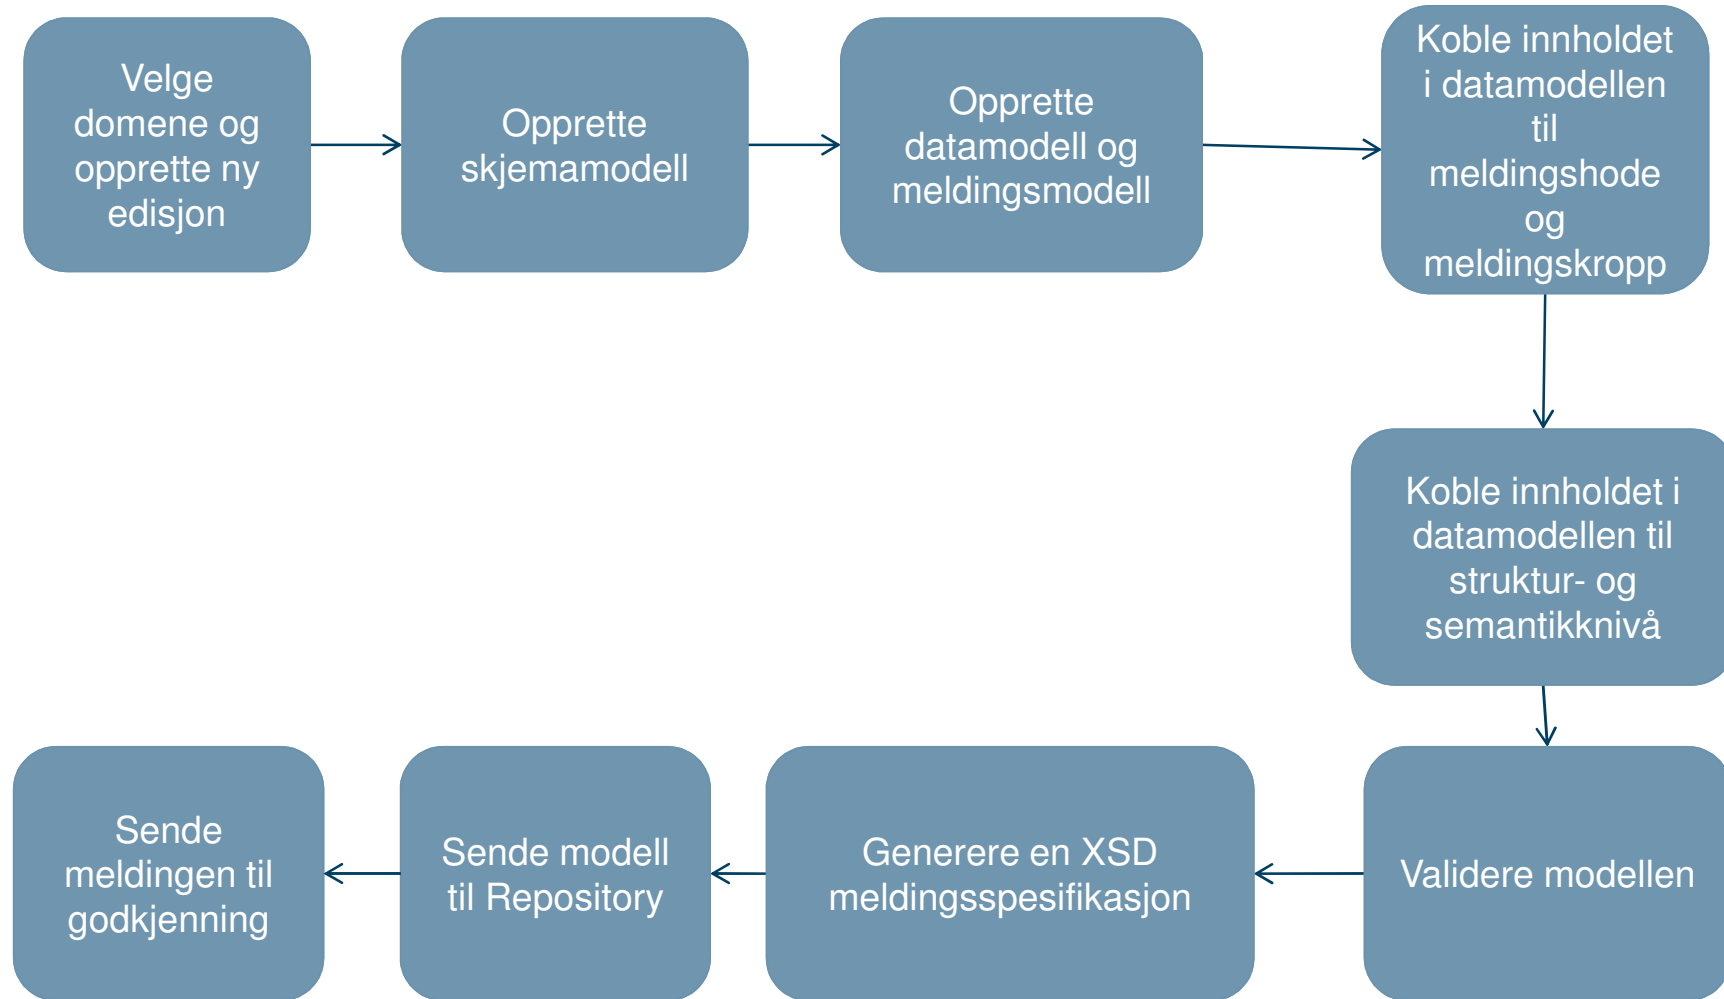 Velge
domene og
opprette ny
edisjon
Opprette
skjemamodell
Opprette
datamodell og
meldingsmodell
Koble innholdet
i datamodellen
til
meldingshode
og
meldingskropp
Koble innholdet i
datamodellen til
struktur- og
semantikknivå
Validere modellen
Generere en XSD
meldingsspesifikasjon
Sende modell
til Repository
Sende
meldingen til
godkjenning